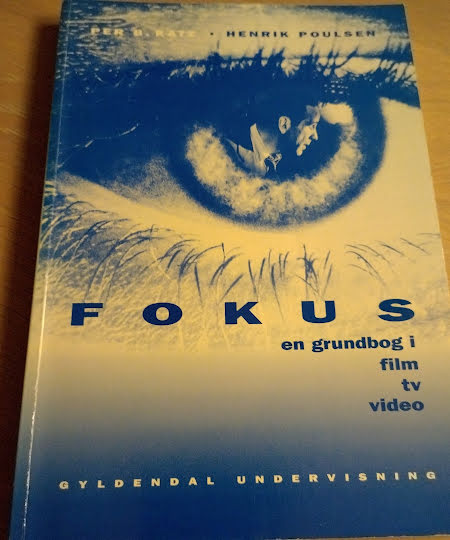 PER B. KATZ • HENRIK POULSEN
FOKUS
en grundbog i
film
tv
video
GYLDENDAL UNDERVISNING